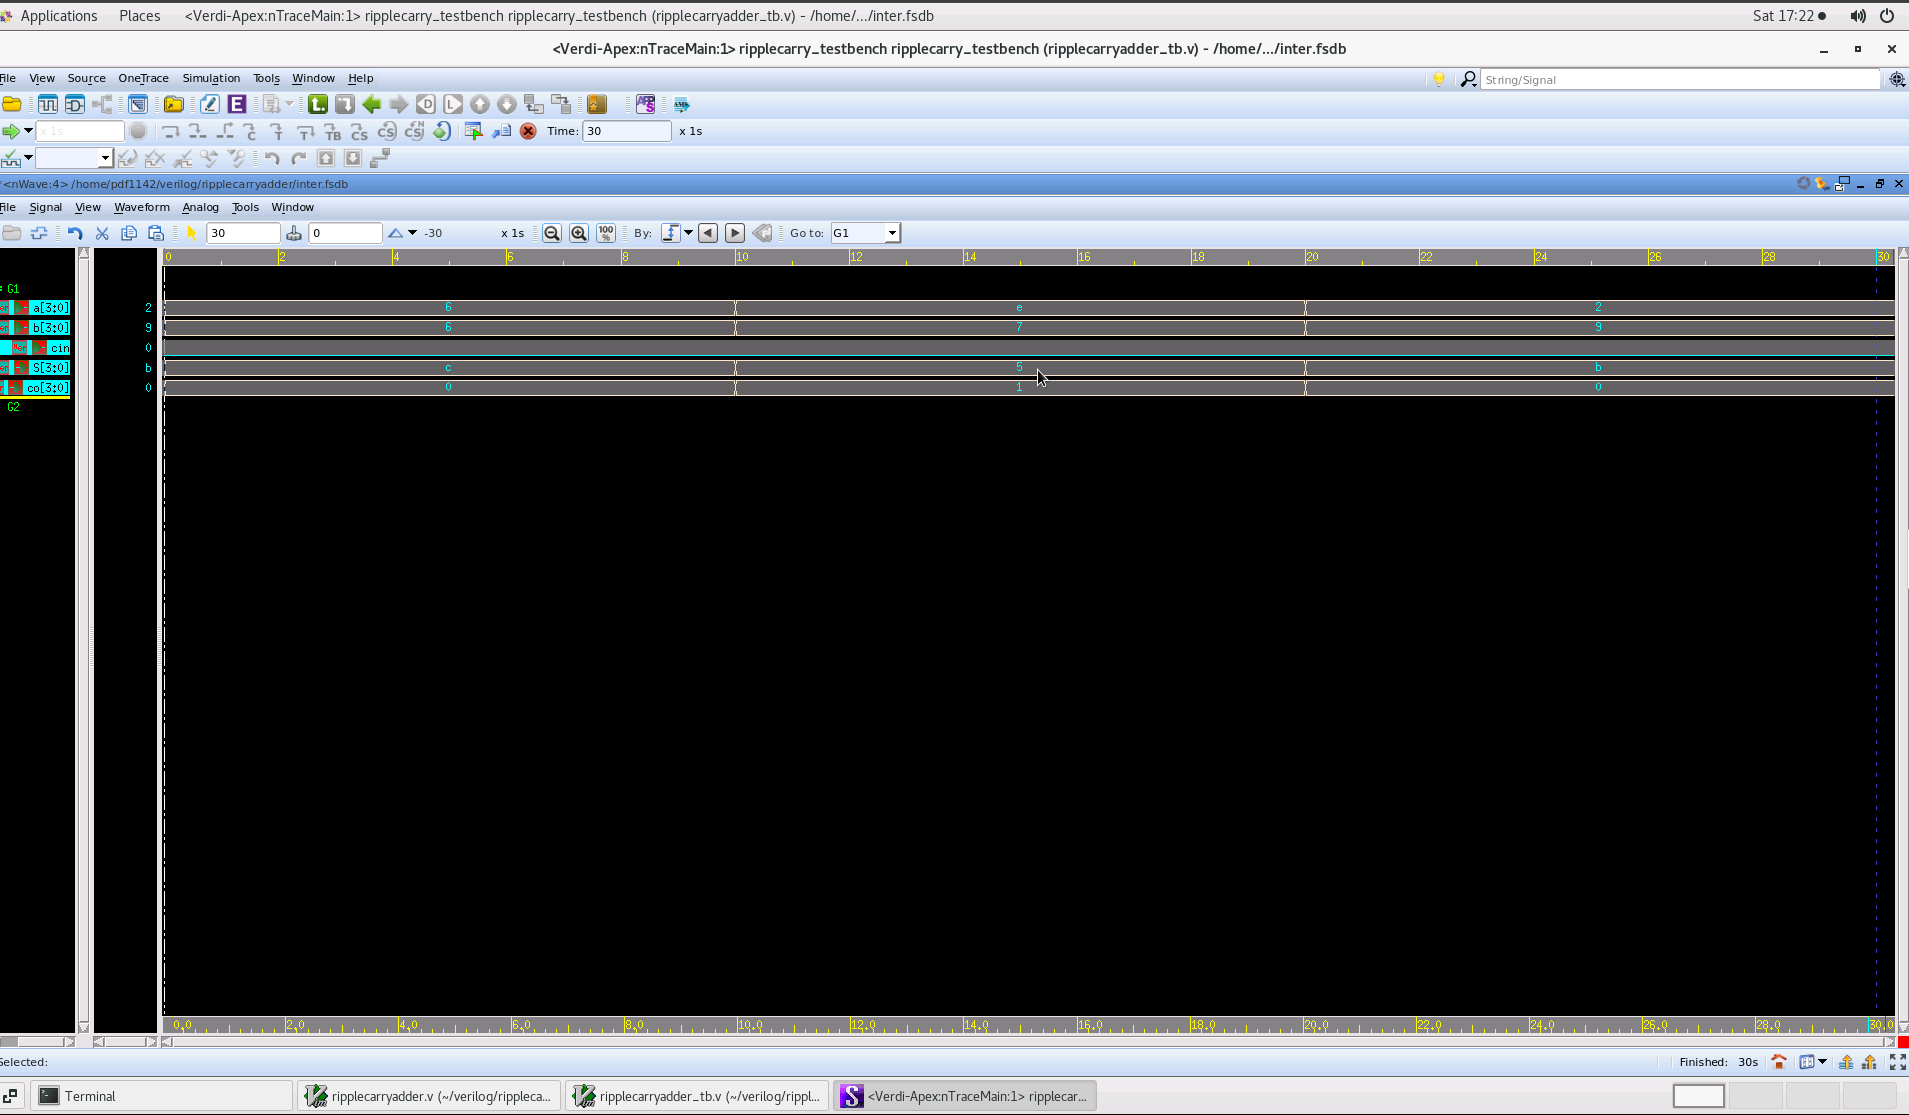 Applications Places <Verdi-Apex:nTraceMain:1> ripplecarry_testbench ripplecarry_testbench (ripplecarryadder_tb.v) - /home/.../inter.fsdb Sat 17:22
<Verdi-Apex:nTraceMain:1> ripplecarry_testbench ripplecarry_testbench (ripplecarryadder_tb.v) - /home/.../inter.fsdb
File View Source OneTrace Simulation Tools Window Help String/Signal
x 1s Time: 30 x 1s
<nWave:4> /home/pdf1142/verilog/ripplecarryadder/inter.fsdb
File Signal View Waveform Analog Tools Window
30 0 -30 x 1s 100 % By: Go to: G1
0 2 4 6 8 10 12 14 16 18 20 22 24 26 28 30
G1
a[3:0] 2 6 e 2
b[3:0] 9 6 7 9
cin 0
S[3:0] b c 5 b
co[3:0] 0 0 1 0
G2
0.0 2.0 4.0 6.0 8.0 10.0 12.0 14.0 16.0 18.0 20.0 22.0 24.0 26.0 28.0 30.0
Selected: Finished: 30s
Terminal ripplecarryadder.v (~/verilog/rippleca... ripplecarryadder_tb.v (~/verilog/rippl... <Verdi-Apex:nTraceMain:1> ripplecar...